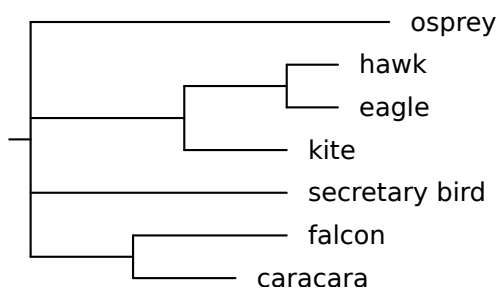 osprey
hawk
eagle
kite
secretary bird
falcon
caracara